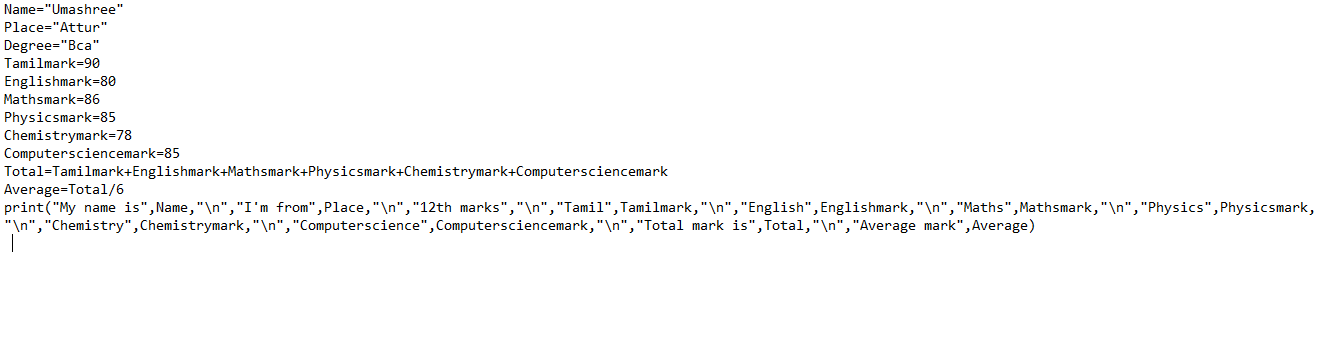 Name="Umashree"
Place="Attur"
Degree="Bca"
Tamilmark=90
Englishmark=80
Mathsmark=86
Physicsmark=85
Chemistrymark=78
Computersciencemark=85
Total=Tamilmark+Englishmark+Mathsmark+Physicsmark+Chemistrymark+Computersciencemark
Average=Total/6
print("My name is",Name,"\n","I'm from",Place,"\n","12th marks","\n","Tamil",Tamilmark,"\n","English",Englishmark,"\n","Maths",Mathsmark,"\n","Physics",Physicsmark,
"\n","Chemistry",Chemistrymark,"\n","Computerscience",Computersciencemark,"\n","Total mark is",Total,"\n","Average mark",Average)